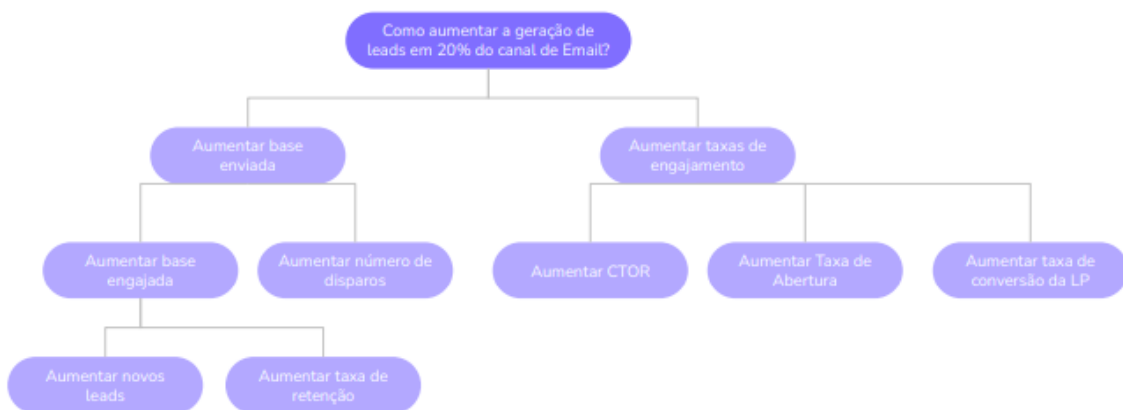 Como aumentar a geração de
leads em 20% do canal de Email?
Aumentar base
enviada
Aumentar taxas de
engajamento
Aumentar base
engajada
Aumentar número de
disparos
Aumentar CTOR
Aumentar Taxa de
Abertura
Aumentar taxa de
conversão da LP
Aumentar novos
leads
Aumentar taxa de
retenção